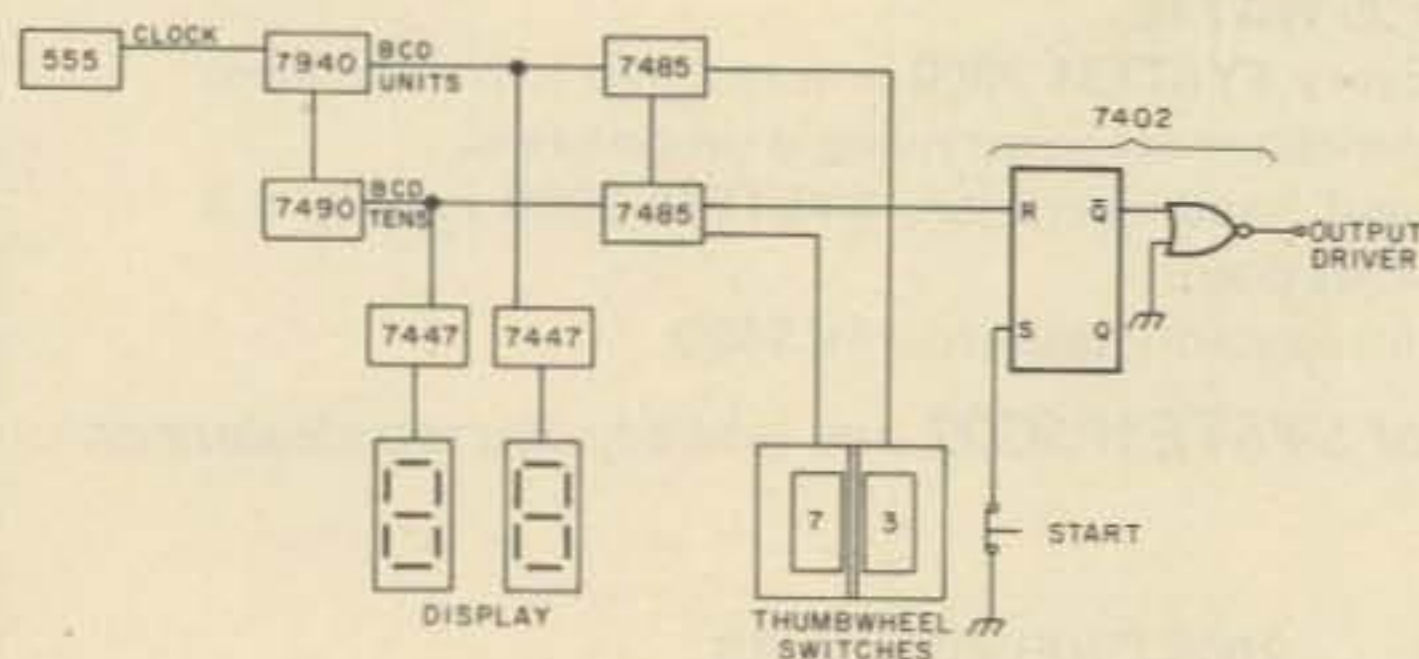 555
CLOCK
7940
BCD
UNITS
7485
7402
7490
BCD
TENS
7485
R
Q̅
S
Q
OUTPUT
DRIVER
7447
7447
7
3
START
DISPLAY
THUMBWHEEL
SWITCHES